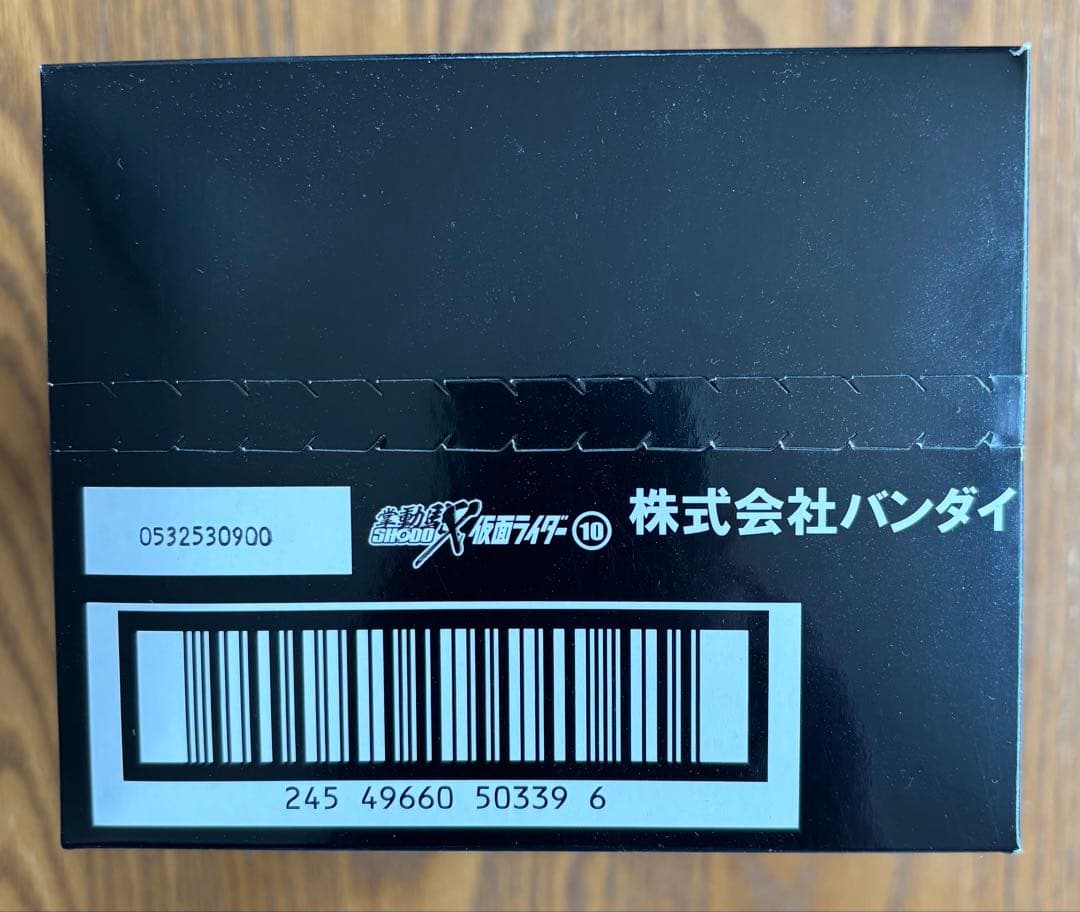 0532530900
掌動駆 仮面ライダー ⑩
SHODO
株式会社バンダイ
245 49660 50339 6